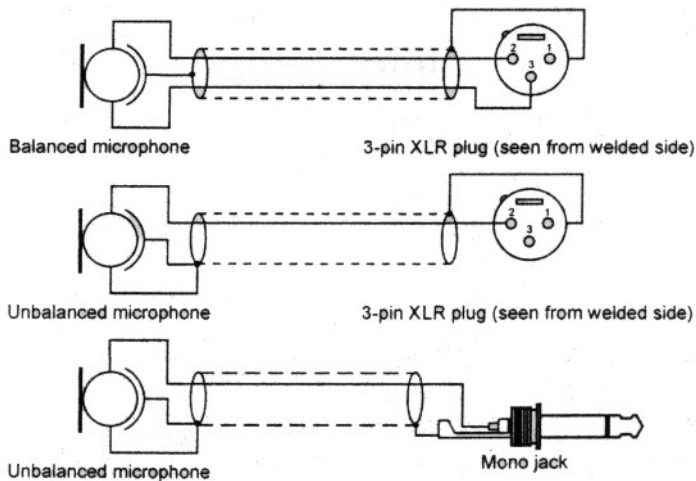 2 1
3
Balanced microphone 3-pin XLR plug (seen from welded side)
2 1
3
Unbalanced microphone 3-pin XLR plug (seen from welded side)
Unbalanced microphone Mono jack